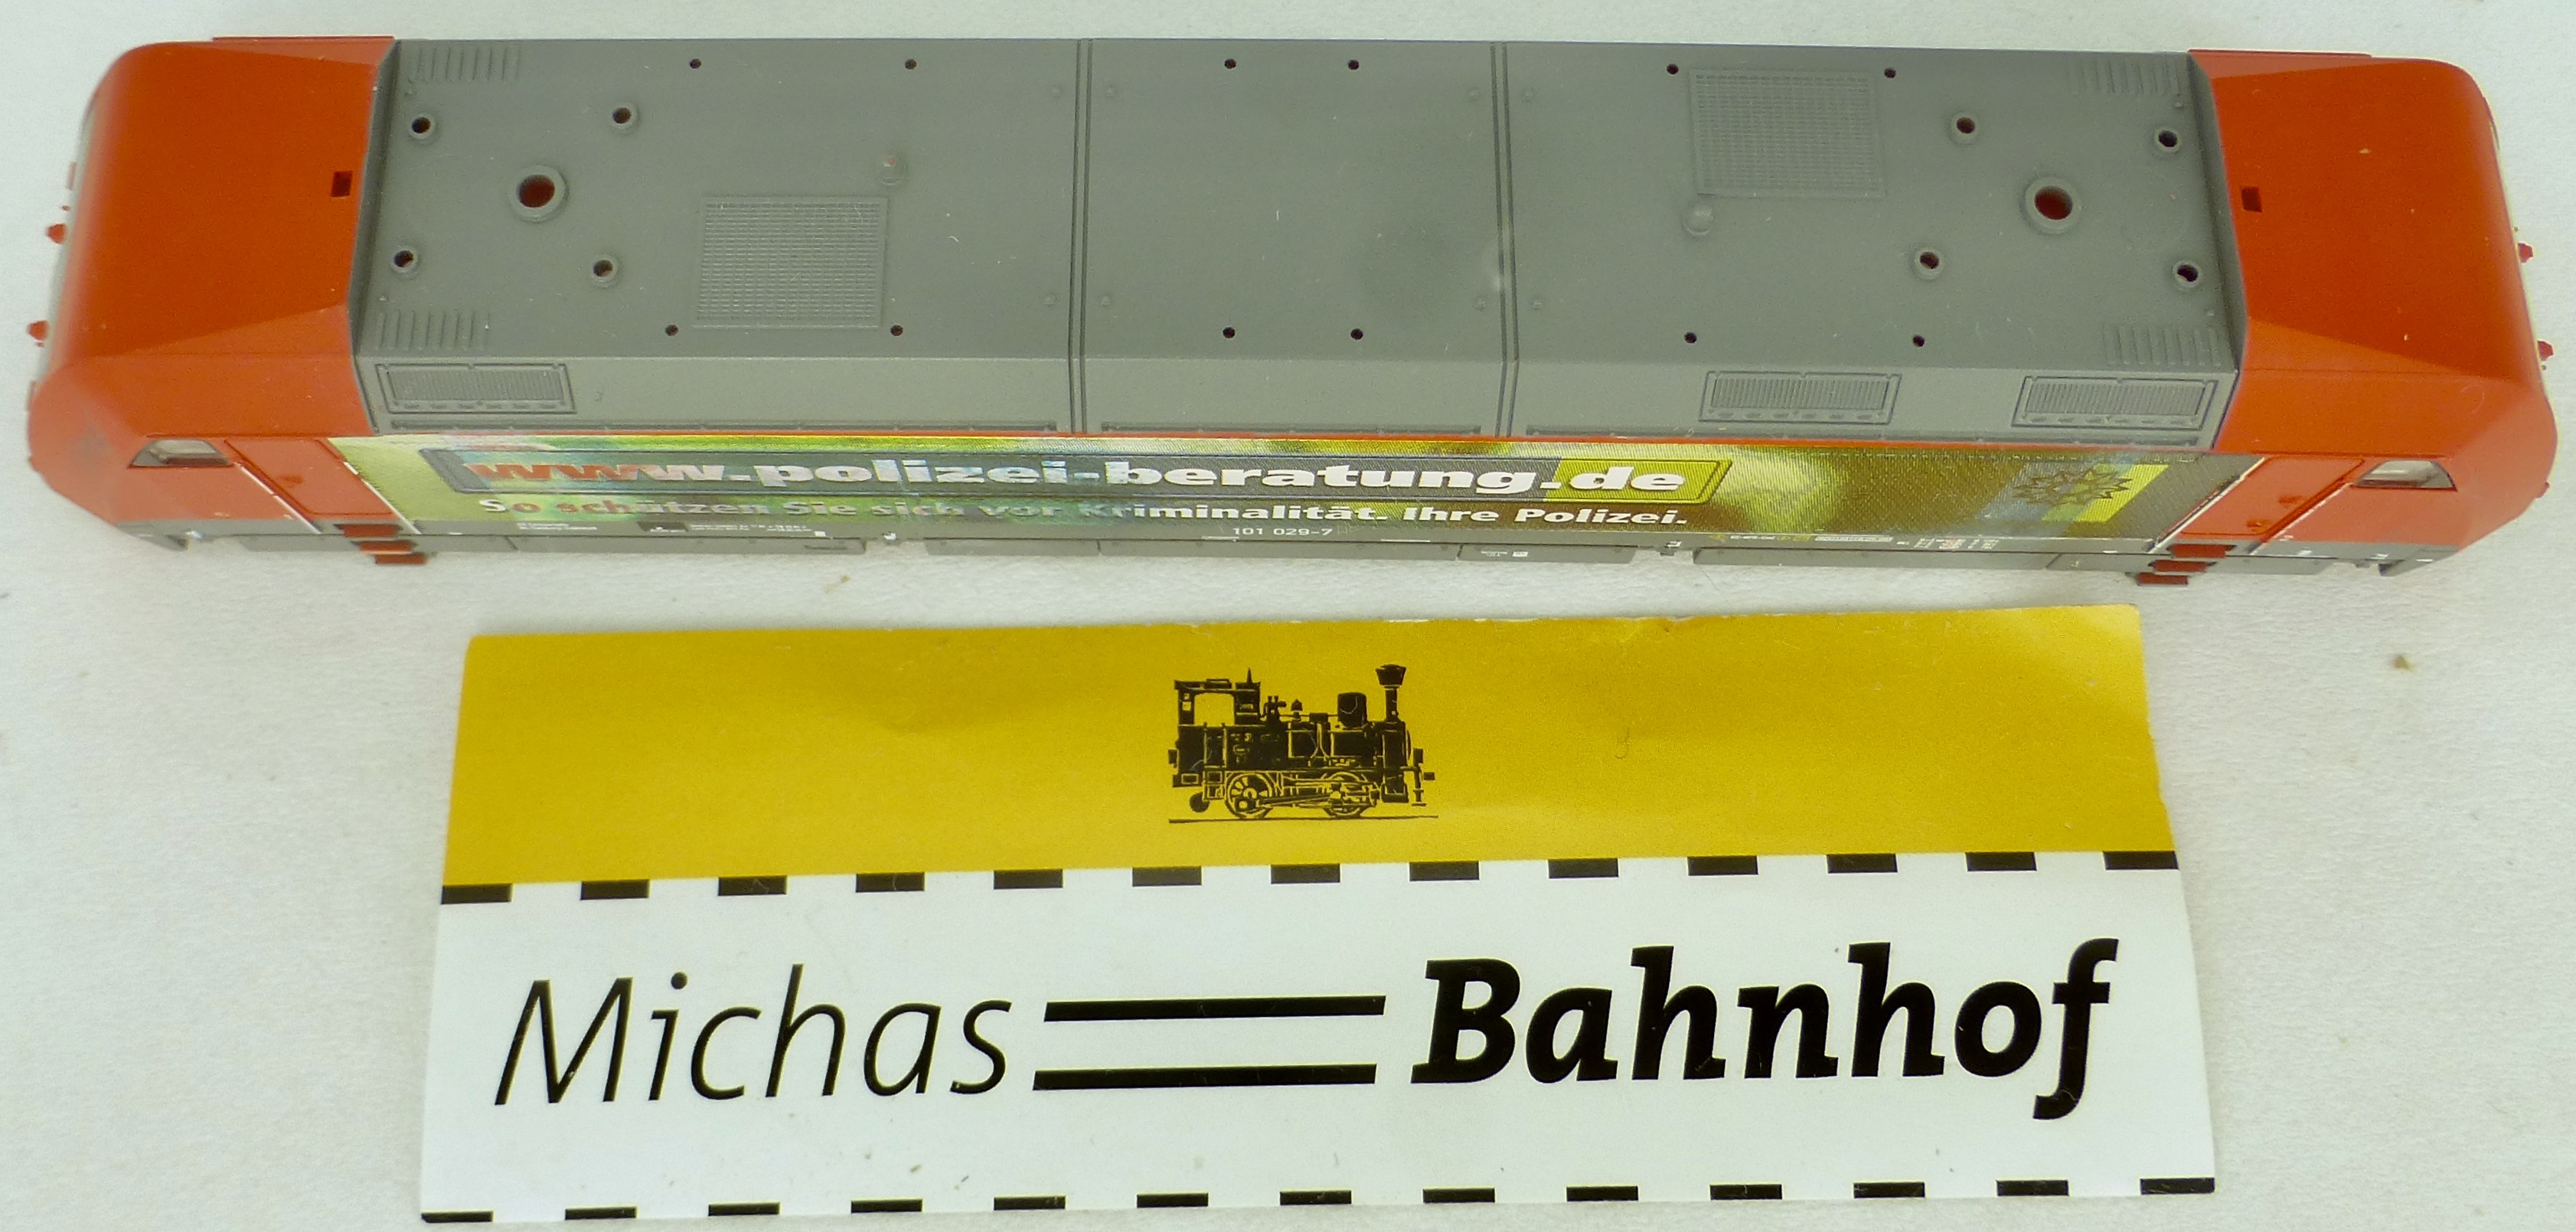 www.polizei-beratung.de
So schützen Sie sich vor Kriminalität. Ihre Polizei.
101 029-7
Michas Bahnhof